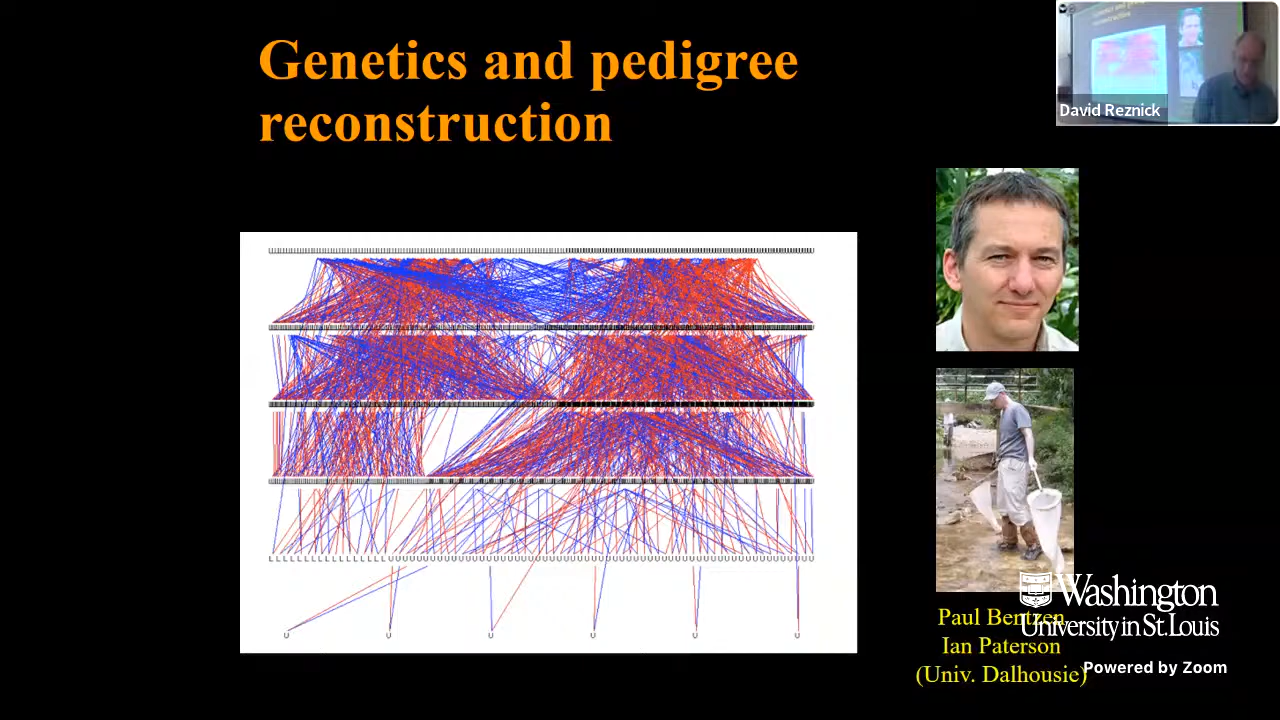 Genetics and pedigree
reconstruction
David Reznick
Paul Bentzen
Ian Paterson
(Univ. Dalhousie)
Washington
University in St. Louis
Powered by Zoom